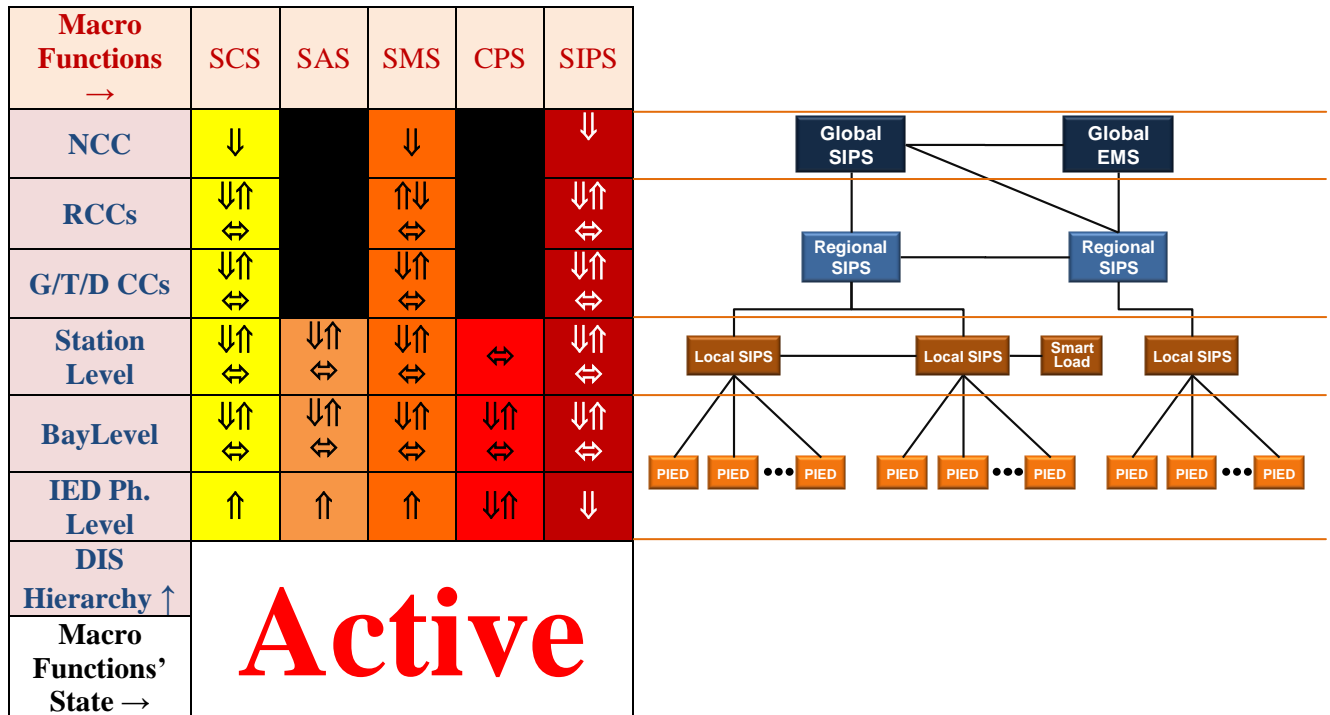 Macro
Functions
→
SCS
SAS
SMS
CPS
SIPS
NCC
⇓
⇓
⇓
RCCs
⇓⇑
⇔
⇑⇓
⇔
⇓⇑
⇔
G/T/D CCs
⇓⇑
⇔
⇓⇑
⇔
⇓⇑
⇔
Station
Level
⇓⇑
⇔
⇓⇑
⇔
⇓⇑
⇔
⇔
⇓⇑
⇔
BayLevel
⇓⇑
⇔
⇓⇑
⇔
⇓⇑
⇔
⇓⇑
⇔
⇓⇑
⇔
IED Ph.
Level
⇑
⇑
⇑
⇓⇑
⇓
DIS
Hierarchy ↑
Macro
Functions’
State →
Active
Global
SIPS
Global
EMS
Regional
SIPS
Regional
SIPS
Local SIPS
Local SIPS
Smart
Load
Local SIPS
PIED
PIED
•••
PIED
PIED
PIED
•••
PIED
PIED
PIED
•••
PIED